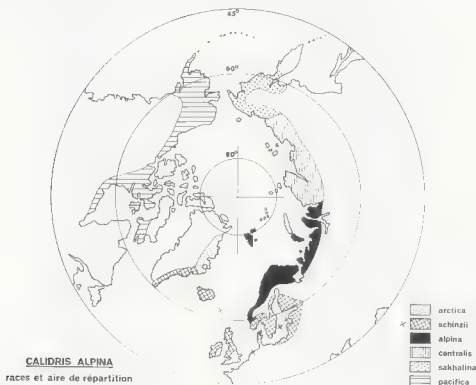 45°
60°
80°
CALIDRIS ALPINA
races et aire de répartition
arctica
schinzii
alpina
centralis
sakhalina
pacifica